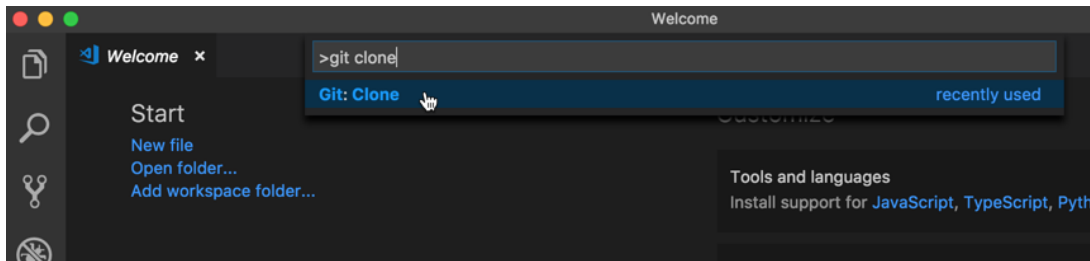 Welcome
Welcome ×
>git clone
Git: Clone
recently used
Start
New file
Open folder...
Add workspace folder...
Customize
Tools and languages
Install support for JavaScript, TypeScript, Pyth